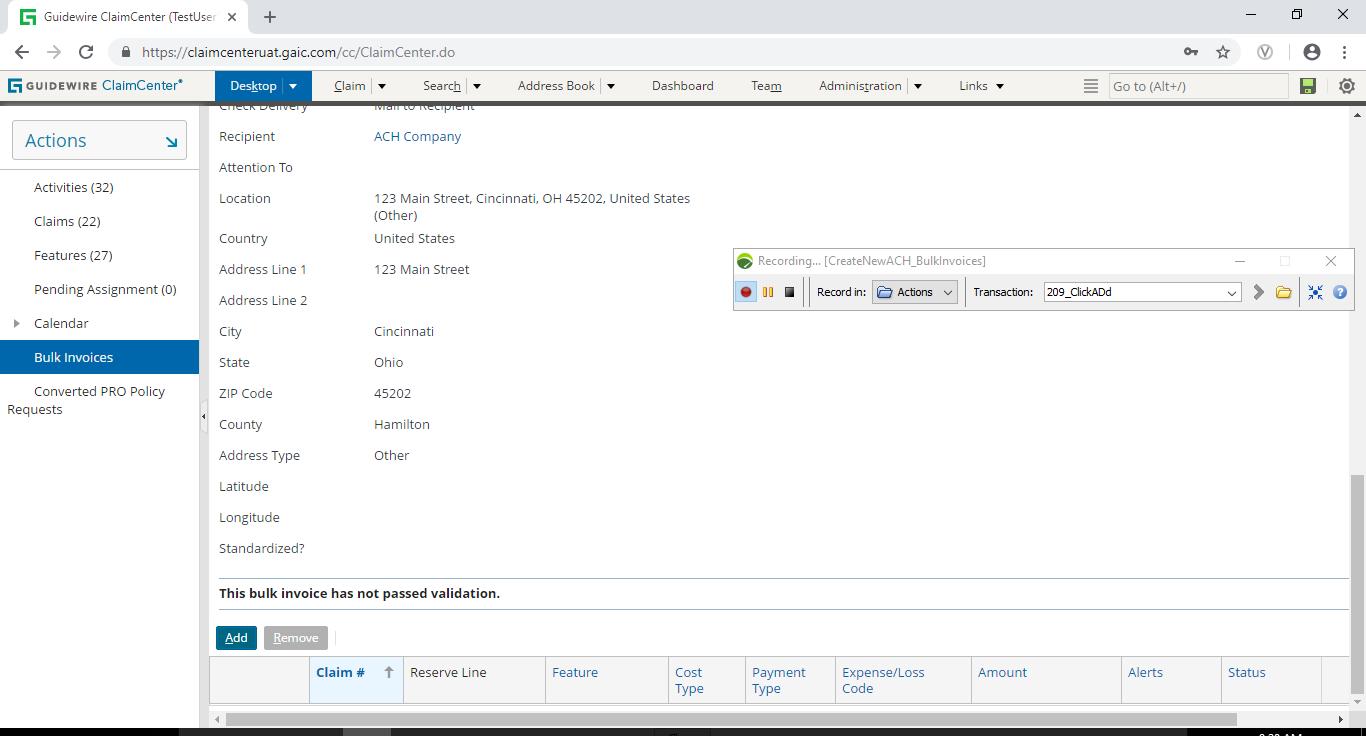 Guidewire ClaimCenter (TestUser
https://claimcenteruat.gaic.com/cc/ClaimCenter.do
GUIDEWIRE ClaimCenter
Desktop Claim Search Address Book Dashboard Team Administration Links Go to (Alt+/)
Actions
Activities (32)
Claims (22)
Features (27)
Pending Assignment (0)
Calendar
Bulk Invoices
Converted PRO Policy
Requests
Check Delivery Mail to Recipient
Recipient ACH Company
Attention To
Location 123 Main Street, Cincinnati, OH 45202, United States
(Other)
Country United States
Address Line 1 123 Main Street
Address Line 2
City Cincinnati
State Ohio
ZIP Code 45202
County Hamilton
Address Type Other
Latitude
Longitude
Standardized?
Recording... [CreateNewACH_BulkInvoices]
Record in: Actions Transaction: 209_ClickADd
This bulk invoice has not passed validation.
Add Remove
Claim # Reserve Line Feature Cost Payment Expense/Loss Amount Alerts Status
Type Type Code